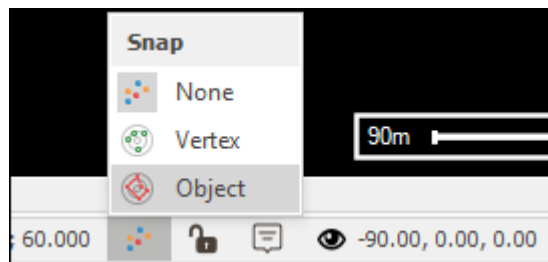 Snap
None
Vertex
Object
90m
; 60.000
-90.00, 0.00, 0.00